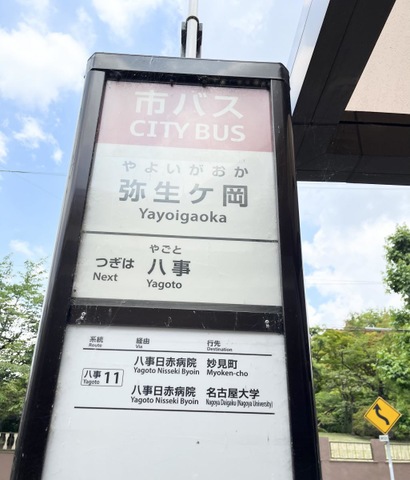 市バス
CITY BUS
やよいがおか
弥生ケ岡
Yayoigaoka
やごと
つぎは 八事
Next Yagoto
系統 経由 行先
Route Via Destination
八事日赤病院 妙見町
Yagoto Nisseki Byoin Myoken-cho
八事 11
Yagoto
八事日赤病院 名古屋大学
Yagoto Nisseki Byoin Nagoya Daigaku (Nagoya University)